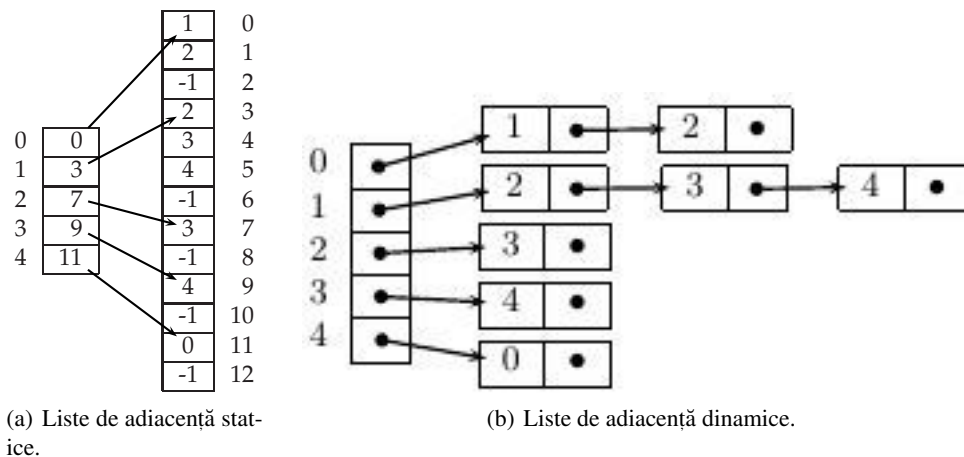 1 0
2 1
-1 2
2 3
0 0 3 4
1 3 4 5
2 7 -1 6
3 9 3 7
4 11 -1 8
4 9
-1 10
0 11
-1 12
0 1 2
1 2 3 4
2 3
3 4
4 0
(a) Liste de adiacență stat-
ice.
(b) Liste de adiacență dinamice.